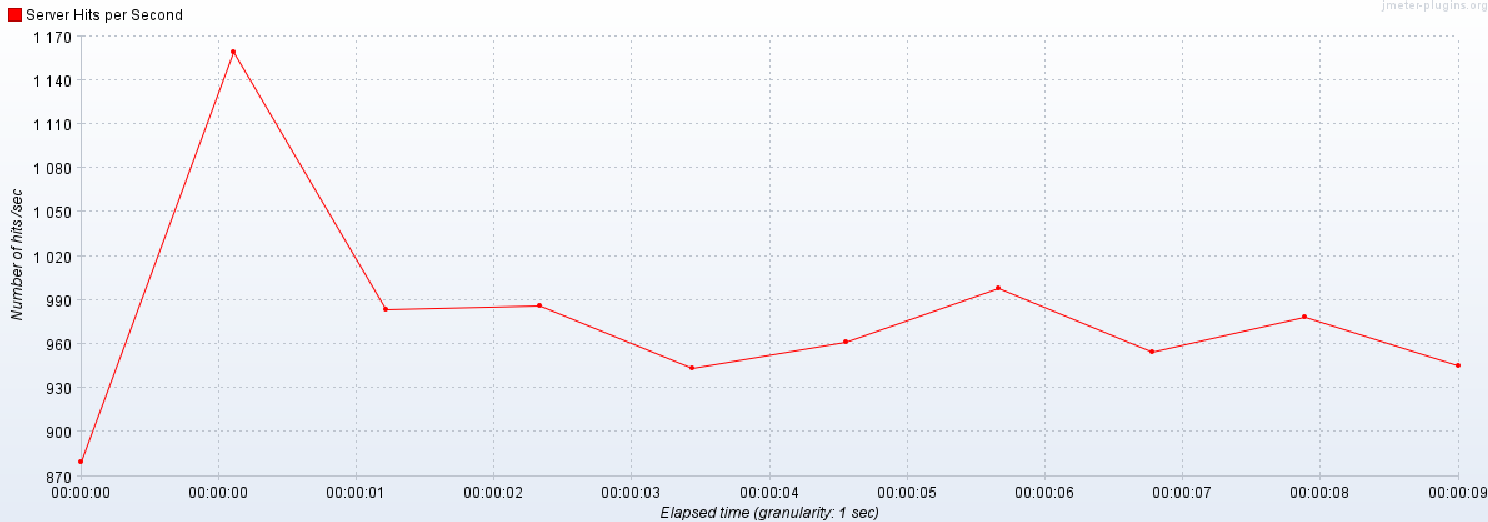 Server Hits per Second
jmeter-plugins.org
1 170
1 140
1 110
1 080
1 050
1 020
990
960
930
900
870
Number of hits /sec
00:00:00 00:00:00 00:00:01 00:00:02 00:00:03 00:00:04 00:00:05 00:00:06 00:00:07 00:00:08 00:00:09
Elapsed time (granularity: 1 sec)